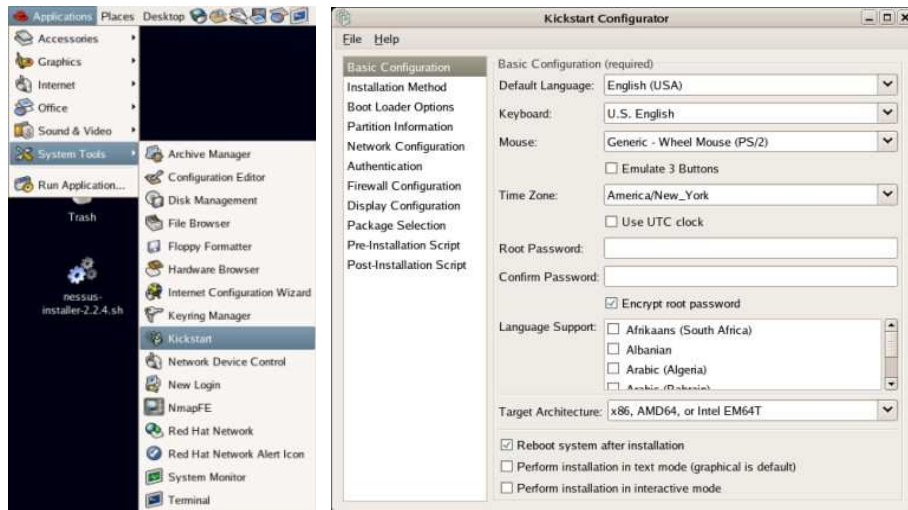 Applications Places Desktop
Accessories
Graphics
Internet
Office
Sound & Video
System Tools
Run Application...
Archive Manager
Configuration Editor
Disk Management
File Browser
Floppy Formatter
Hardware Browser
Internet Configuration Wizard
Keyring Manager
Kickstart
Network Device Control
New Login
NmapFE
Red Hat Network
Red Hat Network Alert Icon
System Monitor
Terminal
Trash
nessus-
installer-2.2.4.sh
Kickstart Configurator
File Help
Basic Configuration
Installation Method
Boot Loader Options
Partition Information
Network Configuration
Authentication
Firewall Configuration
Display Configuration
Package Selection
Pre-Installation Script
Post-Installation Script
Basic Configuration (required)
Default Language: English (USA)
Keyboard: U.S. English
Mouse: Generic - Wheel Mouse (PS/2)
Emulate 3 Buttons
Time Zone: America/New_York
Use UTC clock
Root Password:
Confirm Password:
Encrypt root password
Language Support: Afrikaans (South Africa)
Albanian
Arabic (Algeria)
Arabic (Bahrain)
Target Architecture: x86, AMD64, or Intel EM64T
Reboot system after installation
Perform installation in text mode (graphical is default)
Perform installation in interactive mode